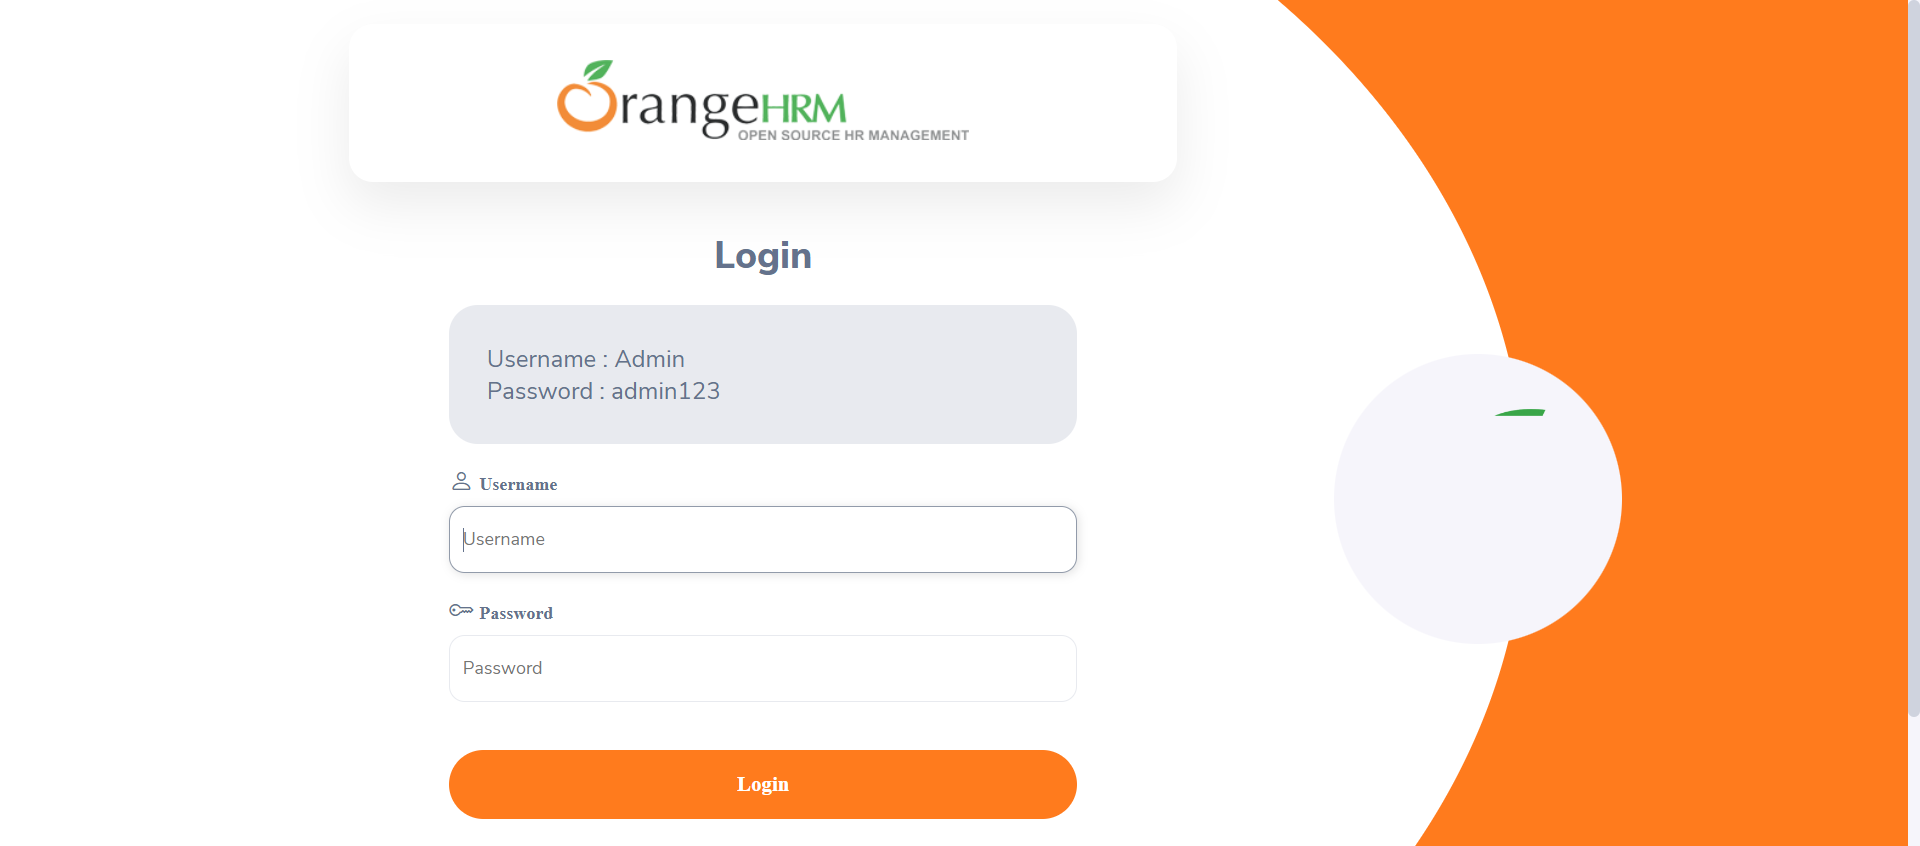 OrangeHRM
OPEN SOURCE HR MANAGEMENT
Login
Username : Admin
Password : admin123
Username
Username
Password
Password
Login